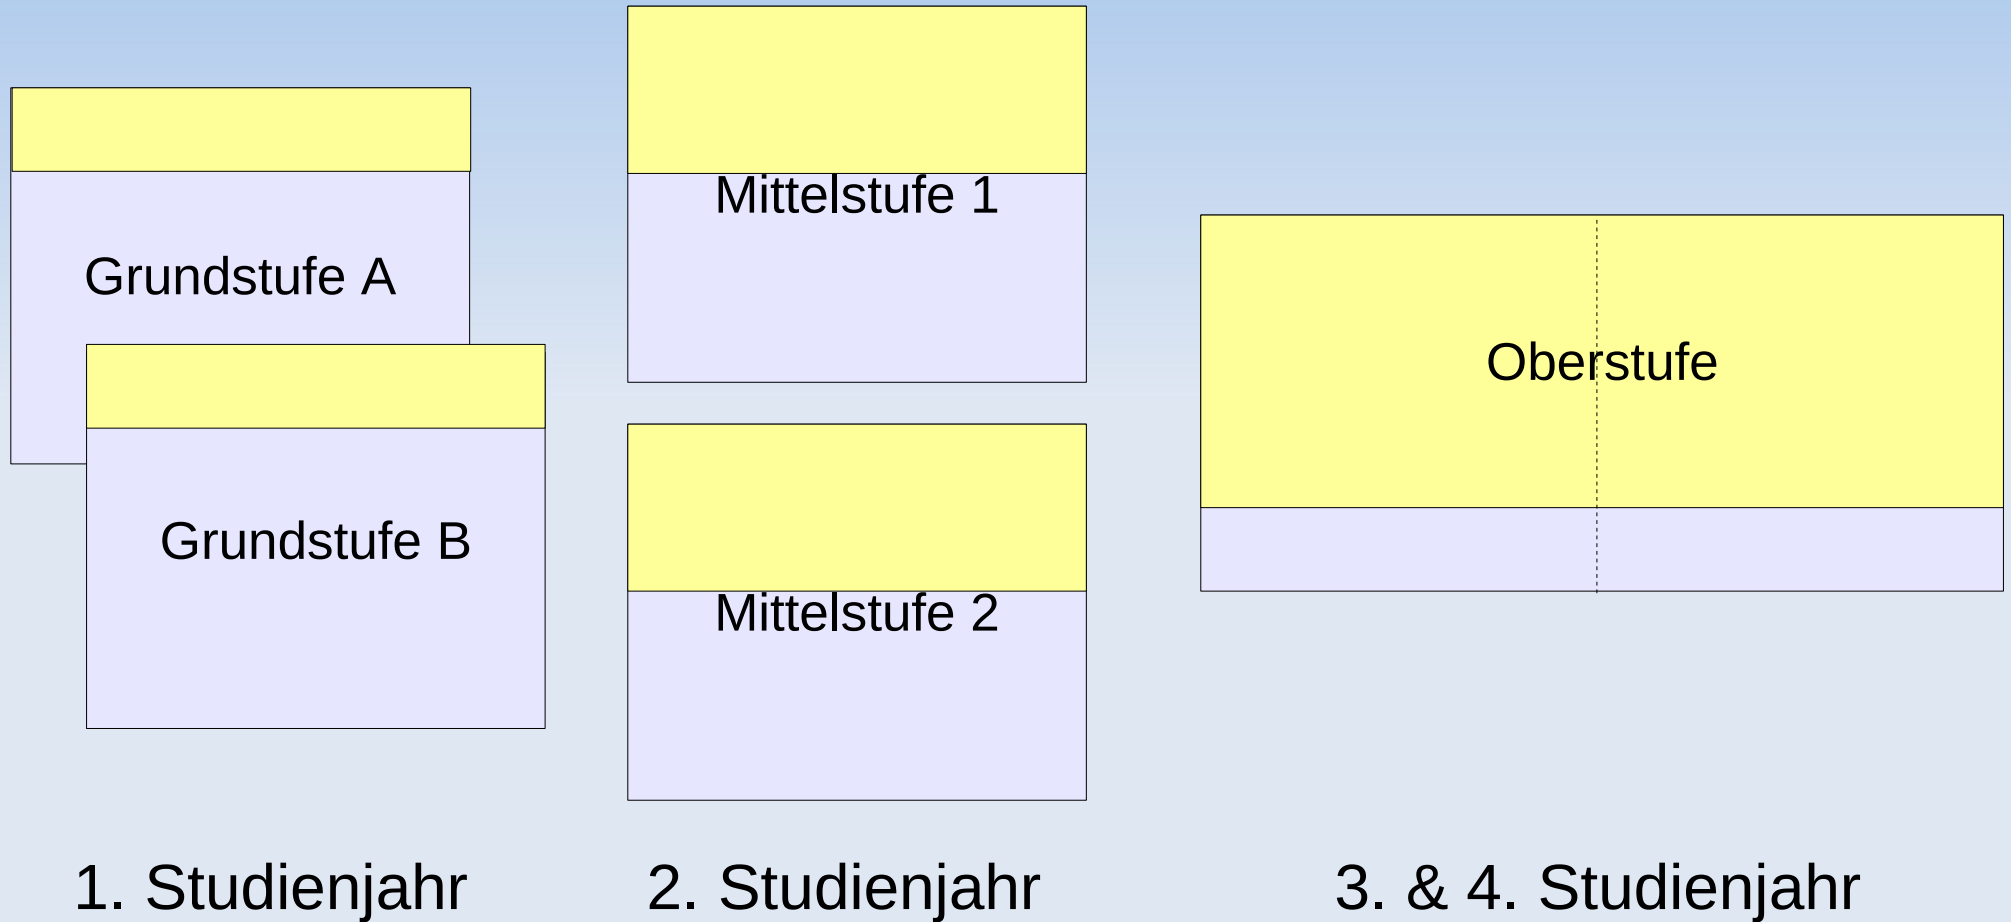 Grundstufe A
Grundstufe B
Mittelstufe 1
Mittelstufe 2
Oberstufe
1. Studienjahr
2. Studienjahr
3. & 4. Studienjahr